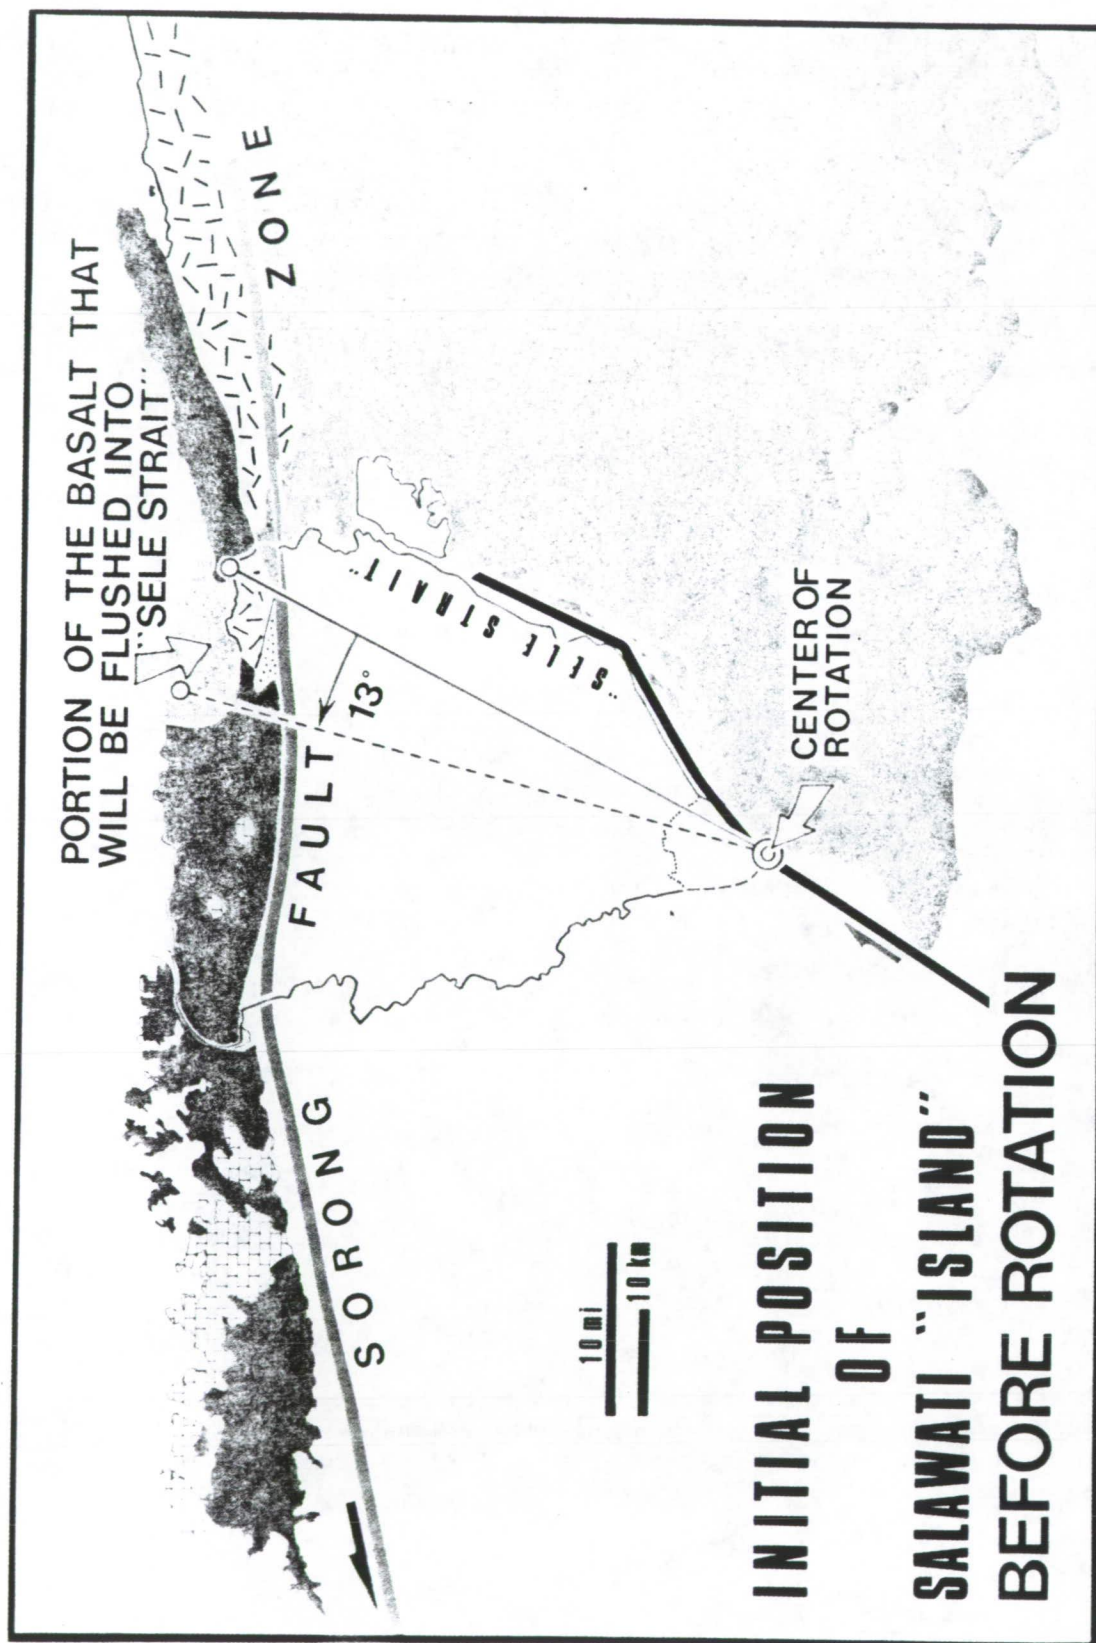 PORTION OF THE BASALT THAT
WILL BE FLUSHED INTO
"SELE STRAIT"
SORONG FAULT ZONE
13°
"SELE STRAIT"
CENTER OF
ROTATION
10 mi
10 km
INITIAL POSITION
OF
SALAWATI "ISLAND"
BEFORE ROTATION